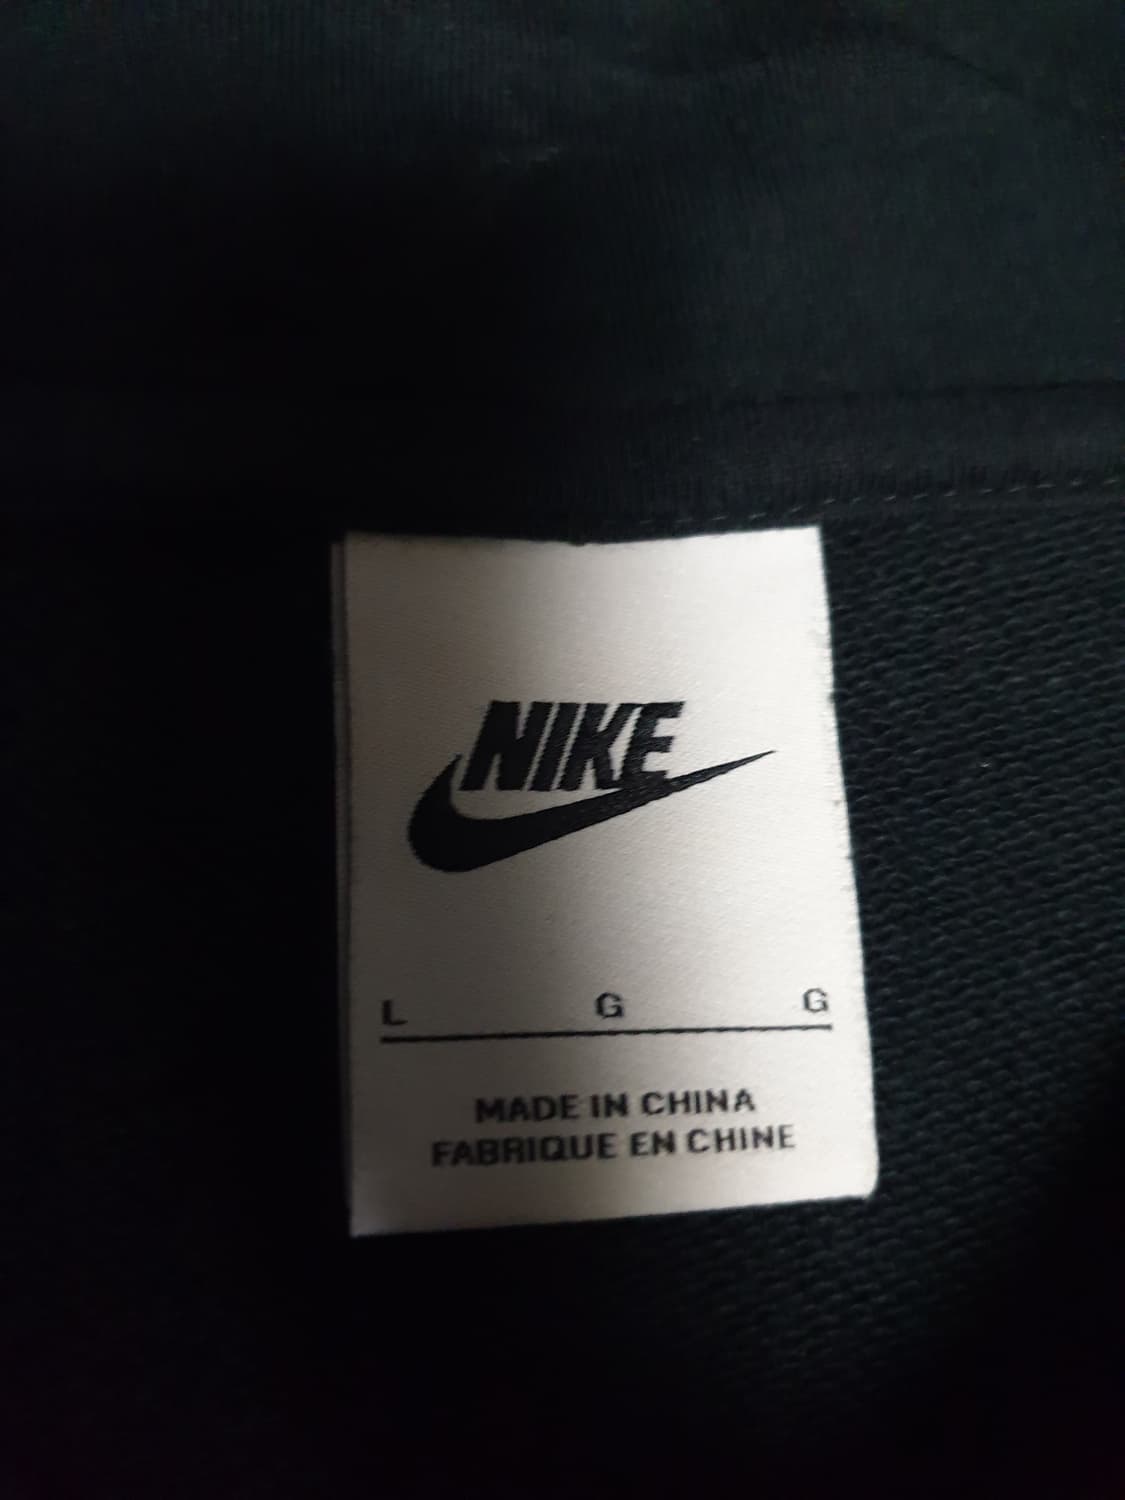 NIKE
L G G
MADE IN CHINA
FABRIQUE EN CHINE